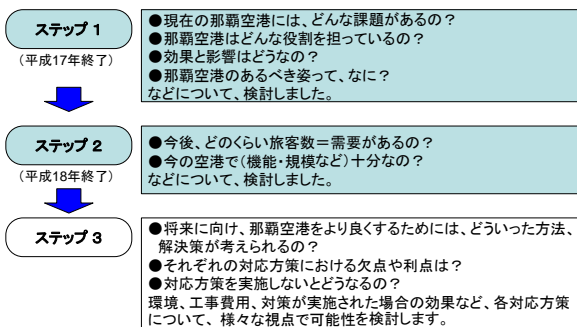 ステップ1
（平成17年終了）
●現在の那覇空港には、どんな課題があるの？
●那覇空港はどんな役割を担っているの？
●効果と影響はどうなの？
●那覇空港のあるべき姿って、なに？
などについて、検討しました。
ステップ2
（平成18年終了）
●今後、どのくらい旅客数＝需要があるの？
●今の空港で（機能・規模など）十分なの？
などについて、検討しました。
ステップ3
●将来に向け、那覇空港をより良くするためには、どういった方法、
解決策が考えられるの？
●それぞれの対応方策における欠点や利点は？
●対応方策を実施しないとどうなるの？
環境、工事費用、対策が実施された場合の効果など、各対応方策
について、様々な視点で可能性を検討します。